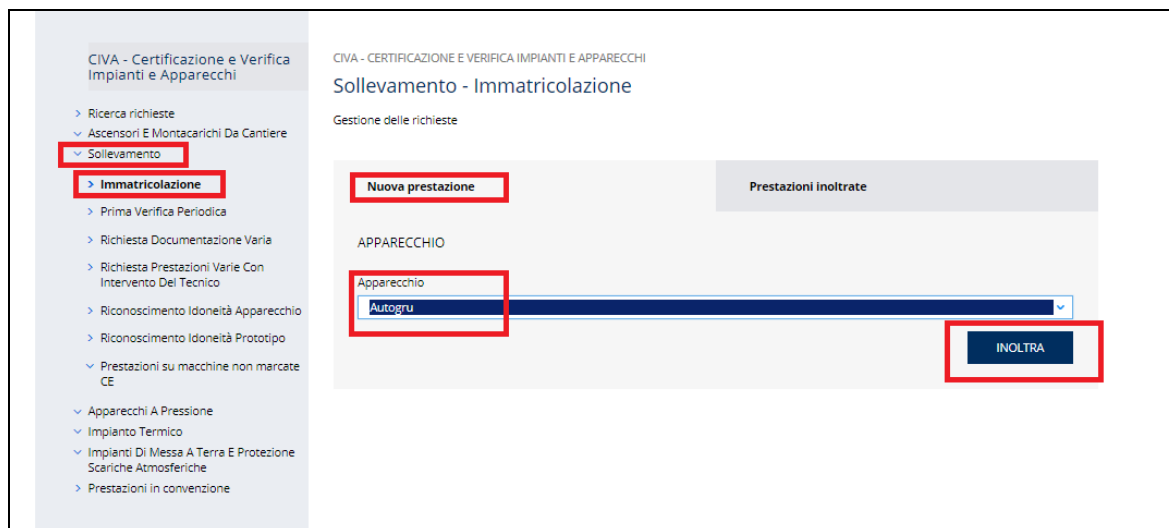 CIVA - Certificazione e Verifica
Impianti e Apparecchi
Ricerca richieste
Ascensori E Montacarichi Da Cantiere
Sollevamento
Immatricolazione
Prima Verifica Periodica
Richiesta Documentazione Varia
Richiesta Prestazioni Varie Con
Intervento Del Tecnico
Riconoscimento Idoneità Apparecchio
Riconoscimento Idoneità Prototipo
Prestazioni su macchine non marcate
CE
Apparecchi A Pressione
Impianto Termico
Impianti Di Messa A Terra E Protezione
Scariche Atmosferiche
Prestazioni in convenzione
CIVA - CERTIFICAZIONE E VERIFICA IMPIANTI E APPARECCHI
Sollevamento - Immatricolazione
Gestione delle richieste
Nuova prestazione
Prestazioni inoltrate
APPARECCHIO
Apparecchio
Autogru
INOLTRA